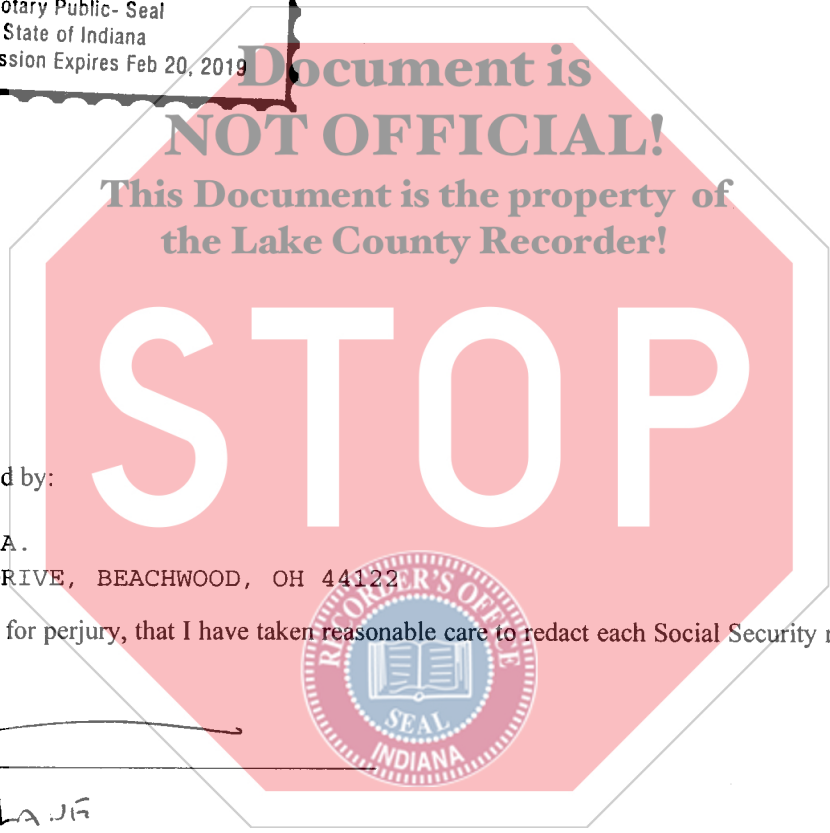 otary Public- Seal
State of Indiana
ssion Expires Feb 20, 2019
Document is
NOT OFFICIAL!
This Document is the property of
the Lake County Recorder!
STOP
d by:
A.
RIVE, BEACHWOOD, OH 44122
for perjury, that I have taken reasonable care to redact each Social Security
RECORDER'S OFFICE
SEAL
INDIANA